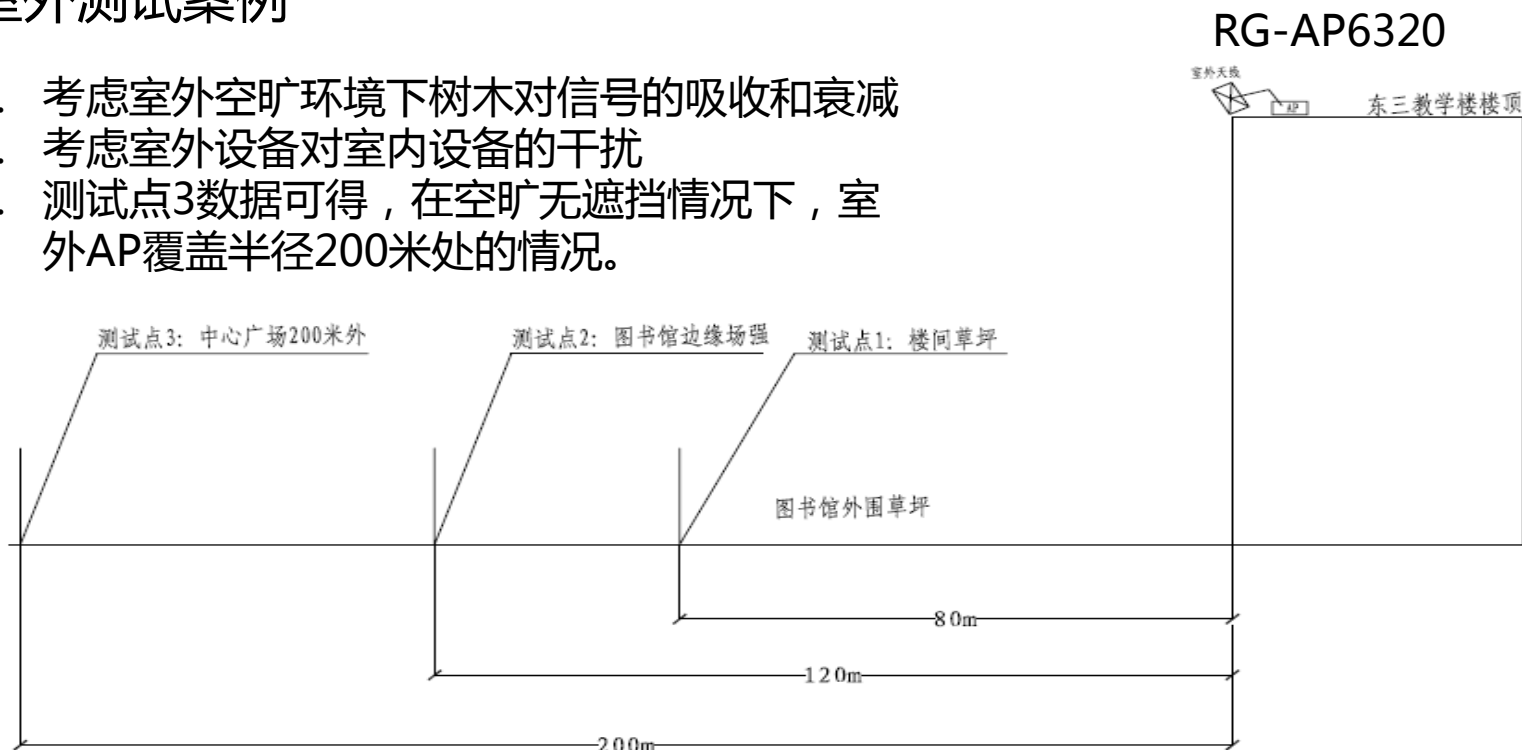 室外测试案例
RG-AP6320
. 考虑室外空旷环境下树木对信号的吸收和衰减
. 考虑室外设备对室内设备的干扰
. 测试点3数据可得，在空旷无遮挡情况下，室
外AP覆盖半径200米处的情况。
室外天线
AP
东三教学楼楼顶
测试点3: 中心广场200米外
测试点2: 图书馆边缘场强
测试点1: 楼间草坪
图书馆外围草坪
80m
120m
200m